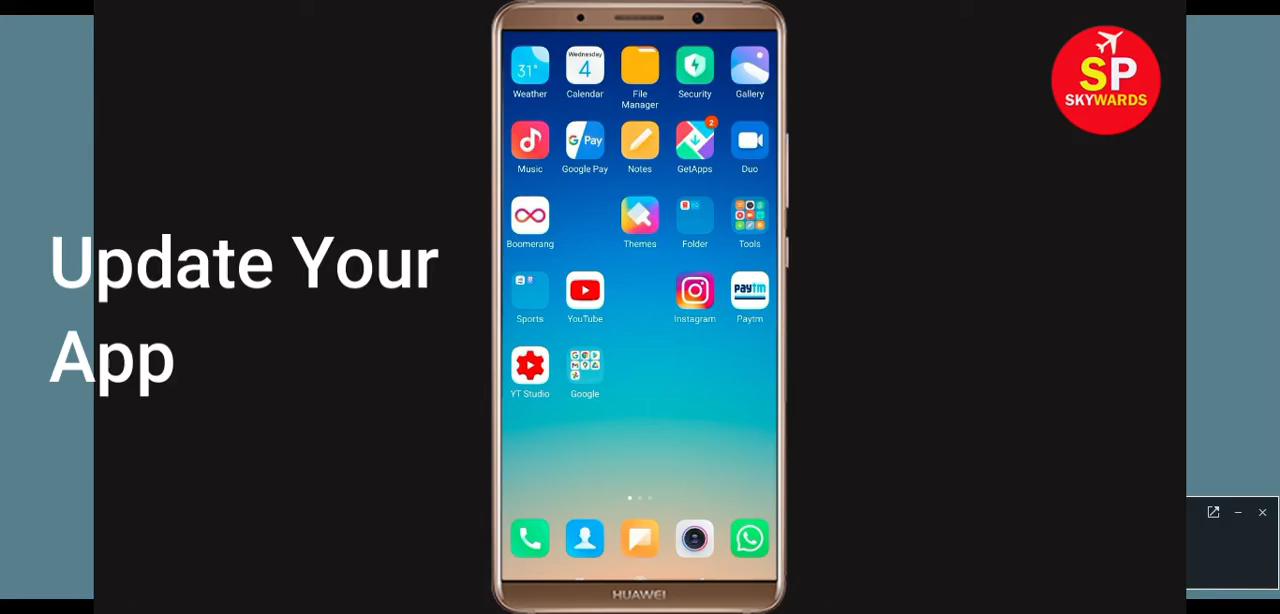 Update Your
App
SP
SKYWARDS
31°
Wednesday
4
Weather
Calendar
File
Manager
Security
Gallery
G Pay
2
Music
Google Pay
Notes
GetApps
Duo
Boomerang
Themes
Folder
Tools
paytm
Sports
YouTube
Instagram
Paytm
YT Studio
Google
HUAWEI